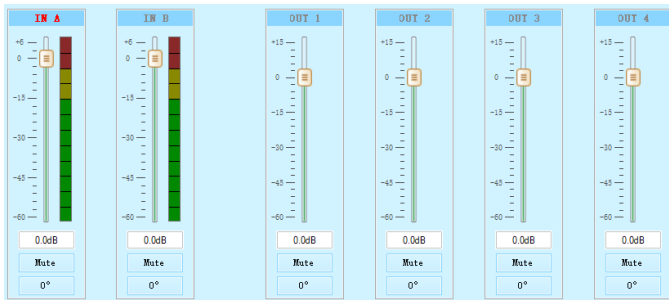 IN A IN B OUT 1 OUT 2 OUT 3 OUT 4
+6 +6 +15 +15 +15 +15
0 0 0 0 0 0
-15 -15 -15 -15 -15 -15
-30 -30 -30 -30 -30 -30
-45 -45 -45 -45 -45 -45
-60 -60 -60 -60 -60 -60
0.0dB 0.0dB 0.0dB 0.0dB 0.0dB 0.0dB
Mute Mute Mute Mute Mute Mute
0° 0° 0° 0° 0° 0°